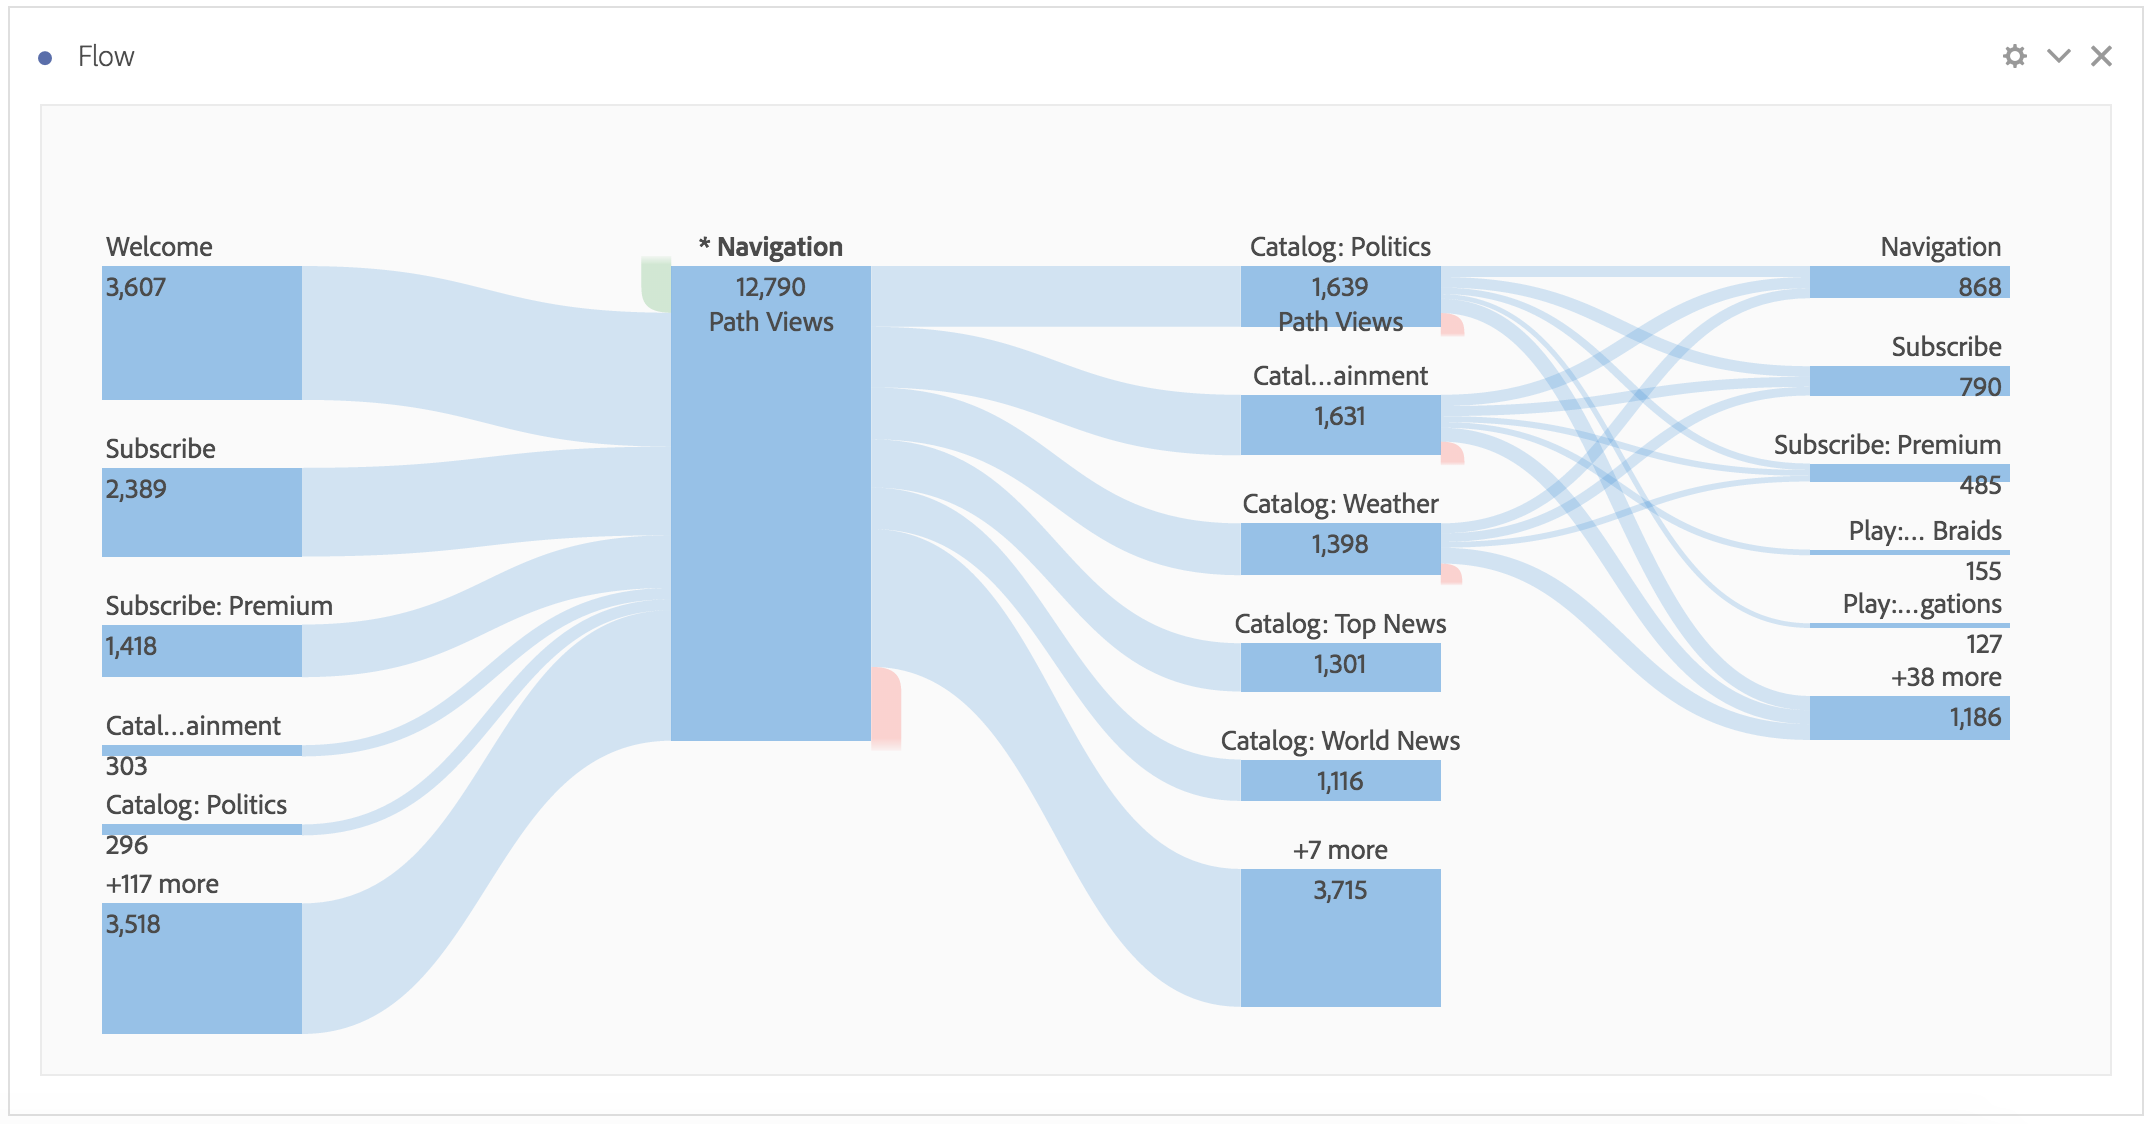 Flow
Welcome
3,607
Subscribe
2,389
Subscribe: Premium
1,418
Catal...ainment
303
Catalog: Politics
296
+117 more
3,518
* Navigation
12,790
Path Views
Catalog: Politics
1,639
Path Views
Catal...ainment
1,631
Catalog: Weather
1,398
Catalog: Top News
1,301
Catalog: World News
1,116
+7 more
3,715
Navigation
868
Subscribe
790
Subscribe: Premium
485
Play:... Braids
155
Play:...gations
127
+38 more
1,186